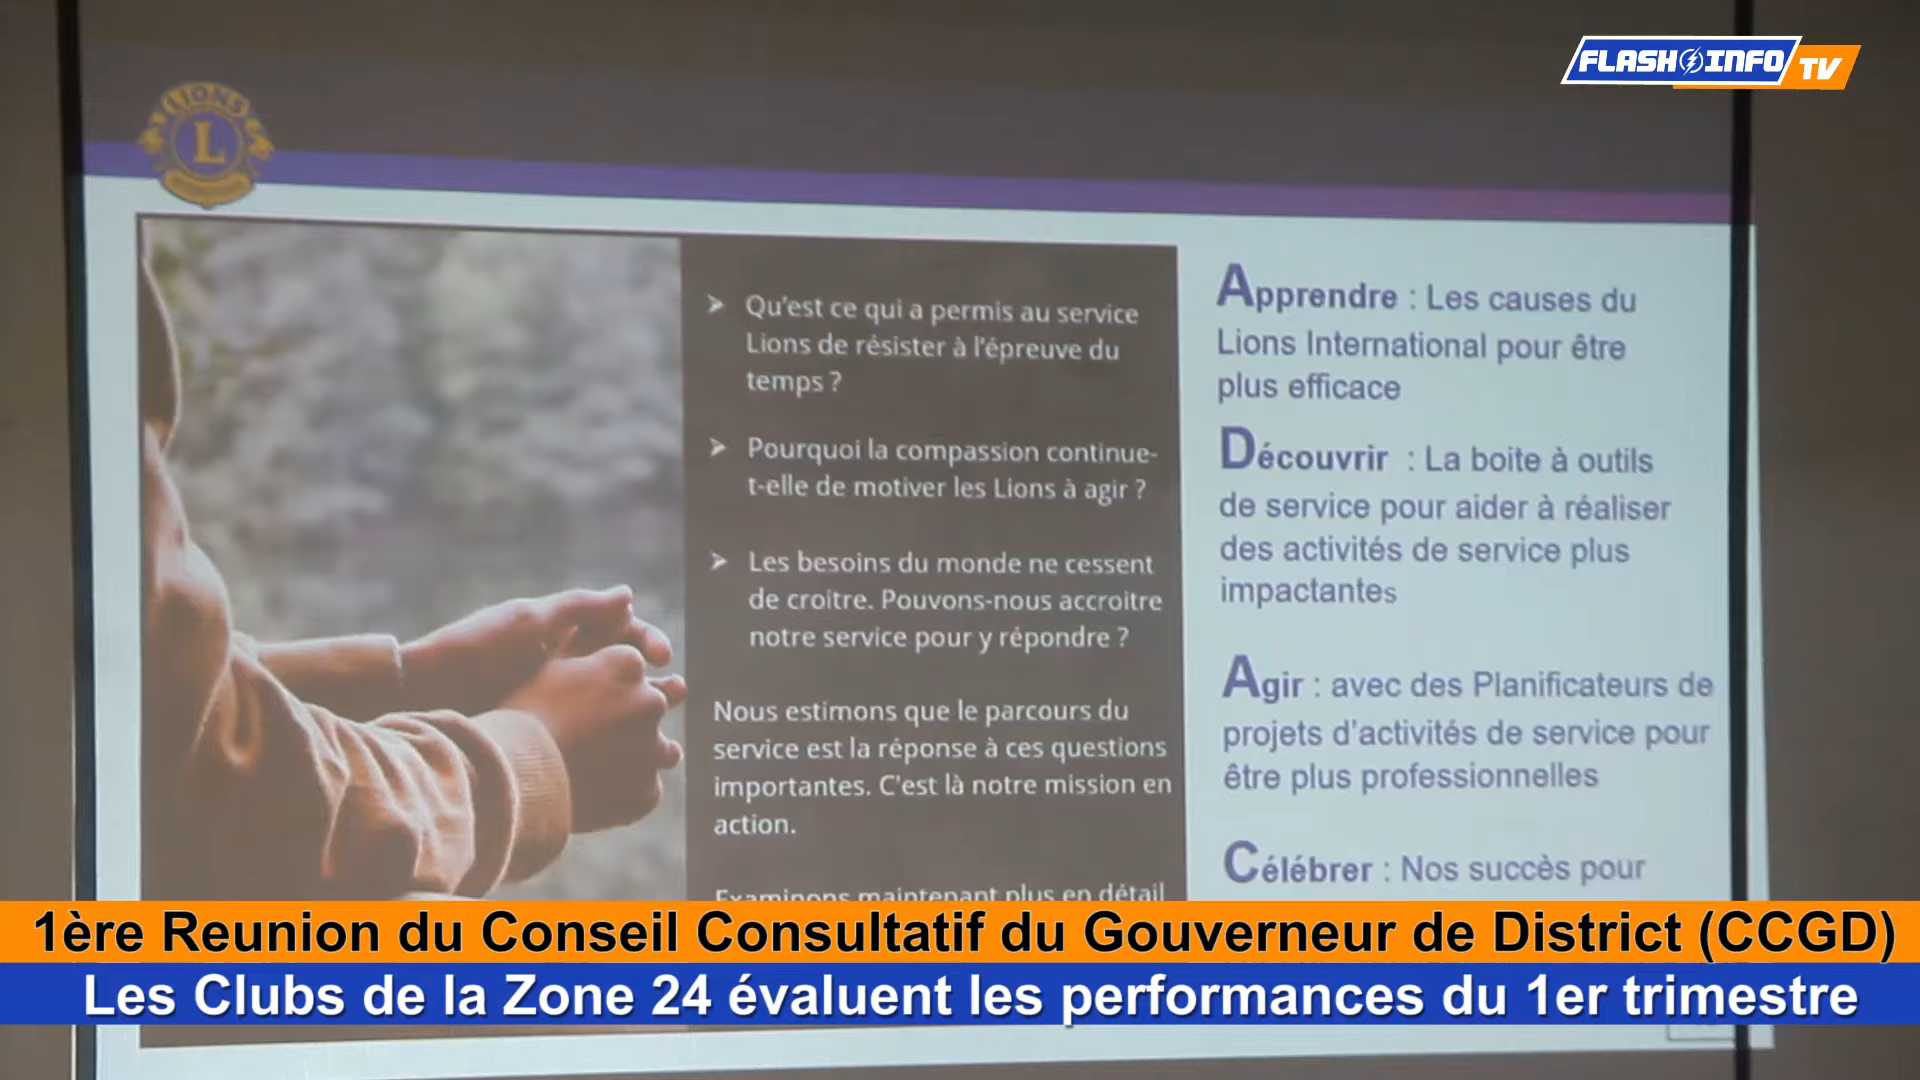 FLASH INFO TV
LIONS
L
Qu'est ce qui a permis au service
Lions de résister à l'épreuve du
temps ?
Pourquoi la compassion continue-
t-elle de motiver les Lions à agir ?
Les besoins du monde ne cessent
de croitre. Pouvons-nous accroitre
notre service pour y répondre ?
Nous estimons que le parcours du
service est la réponse à ces questions
importantes. C'est là notre mission en
action.
Examinons maintenant plus en détail
Apprendre : Les causes du
Lions International pour être
plus efficace
Découvrir : La boite à outils
de service pour aider à réaliser
des activités de service plus
impactantes
Agir : avec des Planificateurs de
projets d'activités de service pour
être plus professionnelles
Célébrer : Nos succès pour
1ère Reunion du Conseil Consultatif du Gouverneur de District (CCGD)
Les Clubs de la Zone 24 évaluent les performances du 1er trimestre